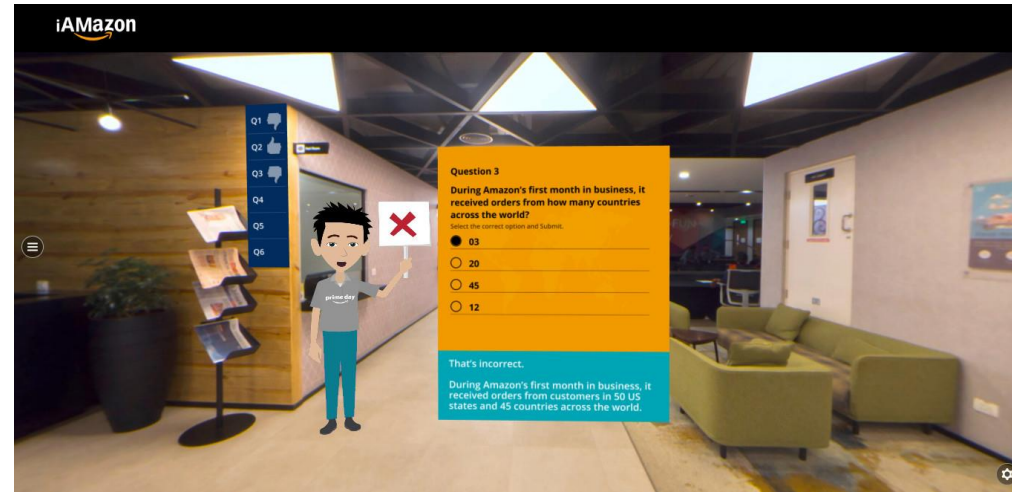 iAMazon
Q1
Q2
Q3
Q4
Q5
Q6
prime day
Question 3
During Amazon's first month in business, it
received orders from how many countries
across the world?
Select the correct option and Submit.
03
20
45
12
That's incorrect.
During Amazon's first month in business, it
received orders from customers in 50 US
states and 45 countries across the world.